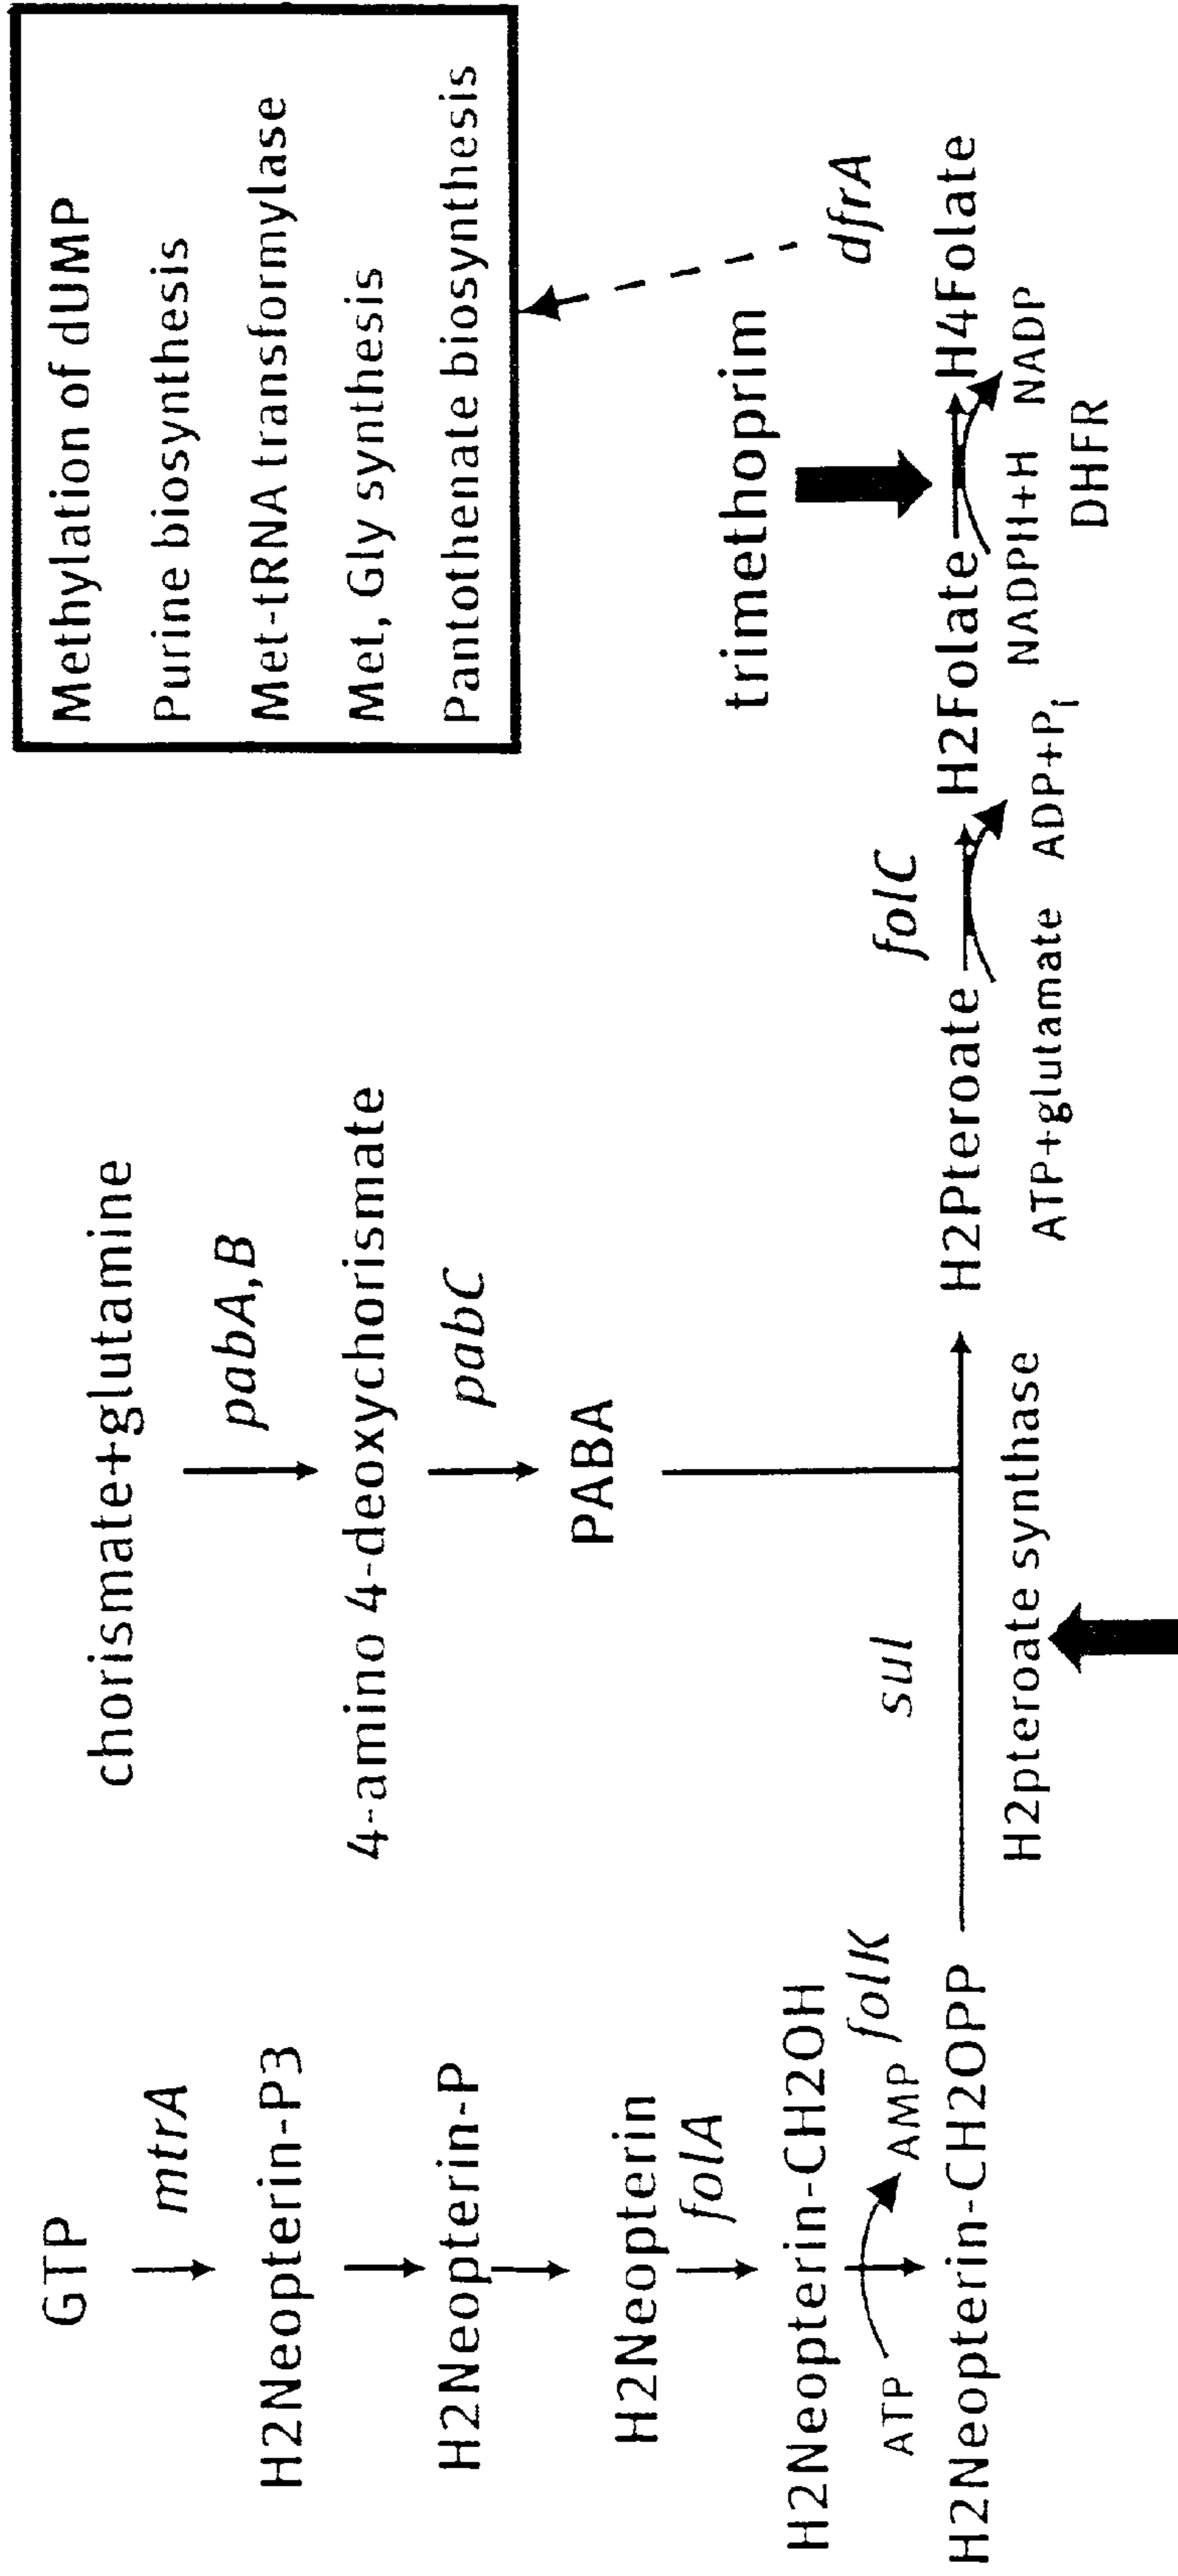 GTP
mtrA
H2Neopterin-P3
H2Neopterin-P
H2Neopterin
folA
H2Neopterin-CH2OH
ATP
AMP
folK
H2Neopterin-CH2OPP
chorismate+glutamine
pabA,B
4-amino 4-deoxychorismate
pabC
PABA
sul
H2pteroate synthase
H2Pteroate
folC
ATP+glutamate
ADP+Pi
H2Folate
trimethoprim
NADPH+H
NADP
DHFR
H4Folate
dfrA
Methylation of dUMP
Purine biosynthesis
Met-tRNA transformylase
Met, Gly synthesis
Pantothenate biosynthesis